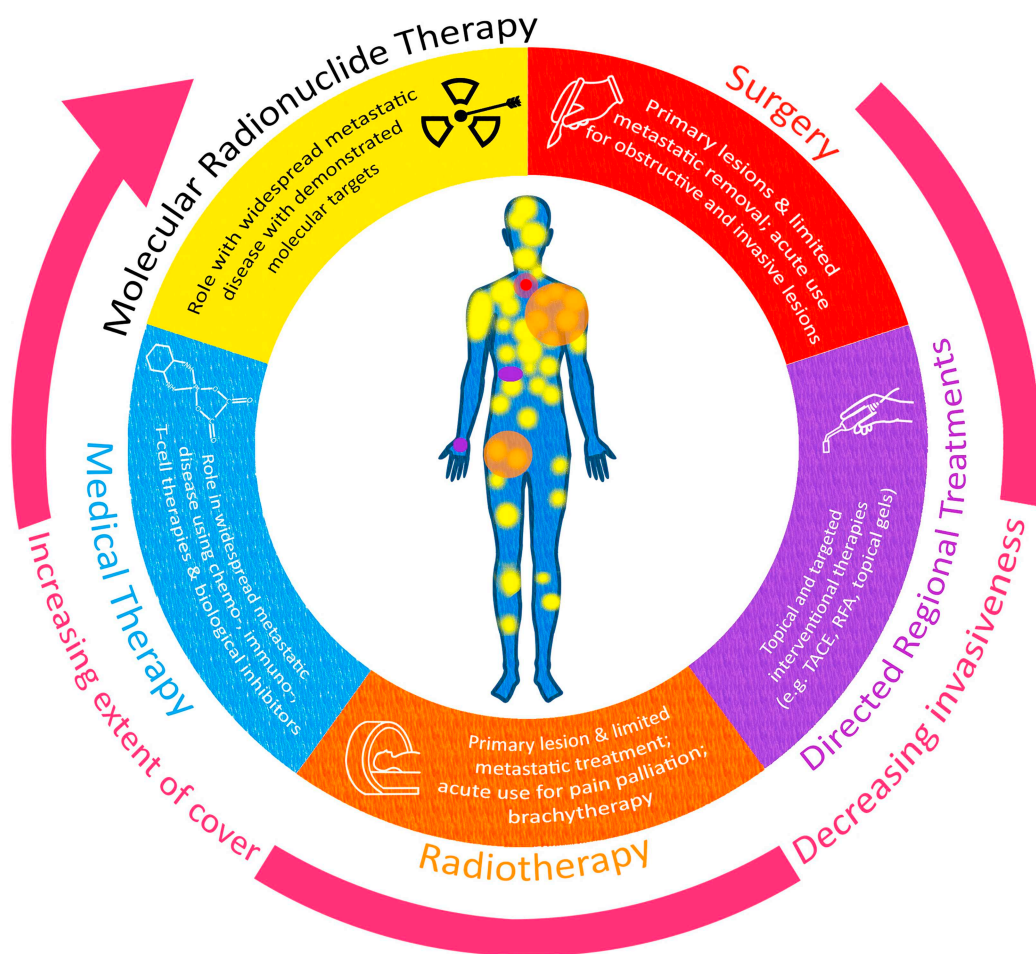 Molecular Radionuclide Therapy
Role with widespread metastatic
disease with demonstrated
molecular targets
Surgery
Primary lesions & limited
metastatic removal; acute use
for obstructive and invasive lesions
Directed Regional Treatments
Topical and targeted
interventional therapies
(e.g. TACE, RFA, topical gels)
Decreasing invasiveness
Radiotherapy
Primary lesion & limited
metastatic treatment;
acute use for pain palliation;
brachytherapy
Medical Therapy
Role in widespread metastatic
disease using chemo-, immuno-,
T-cell therapies & biological inhibitors
Increasing extent of cover